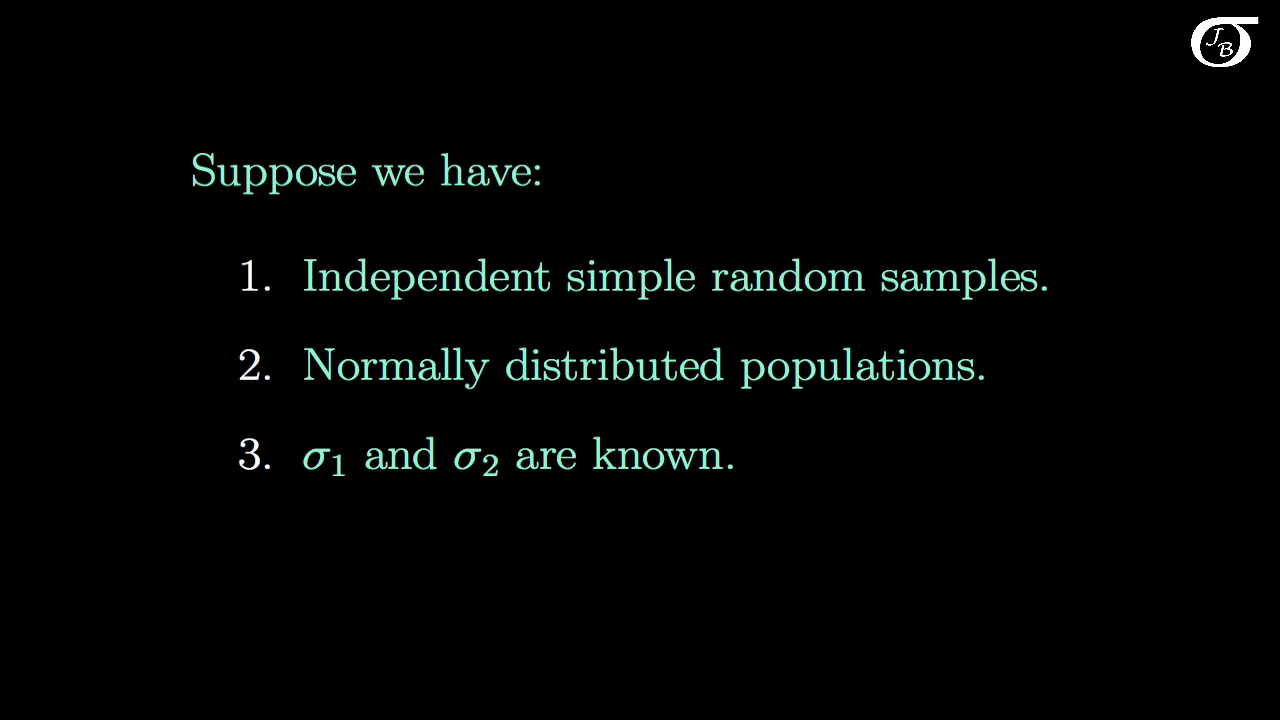 J B
Suppose we have:
1. Independent simple random samples.
2. Normally distributed populations.
3. σ₁ and σ₂ are known.